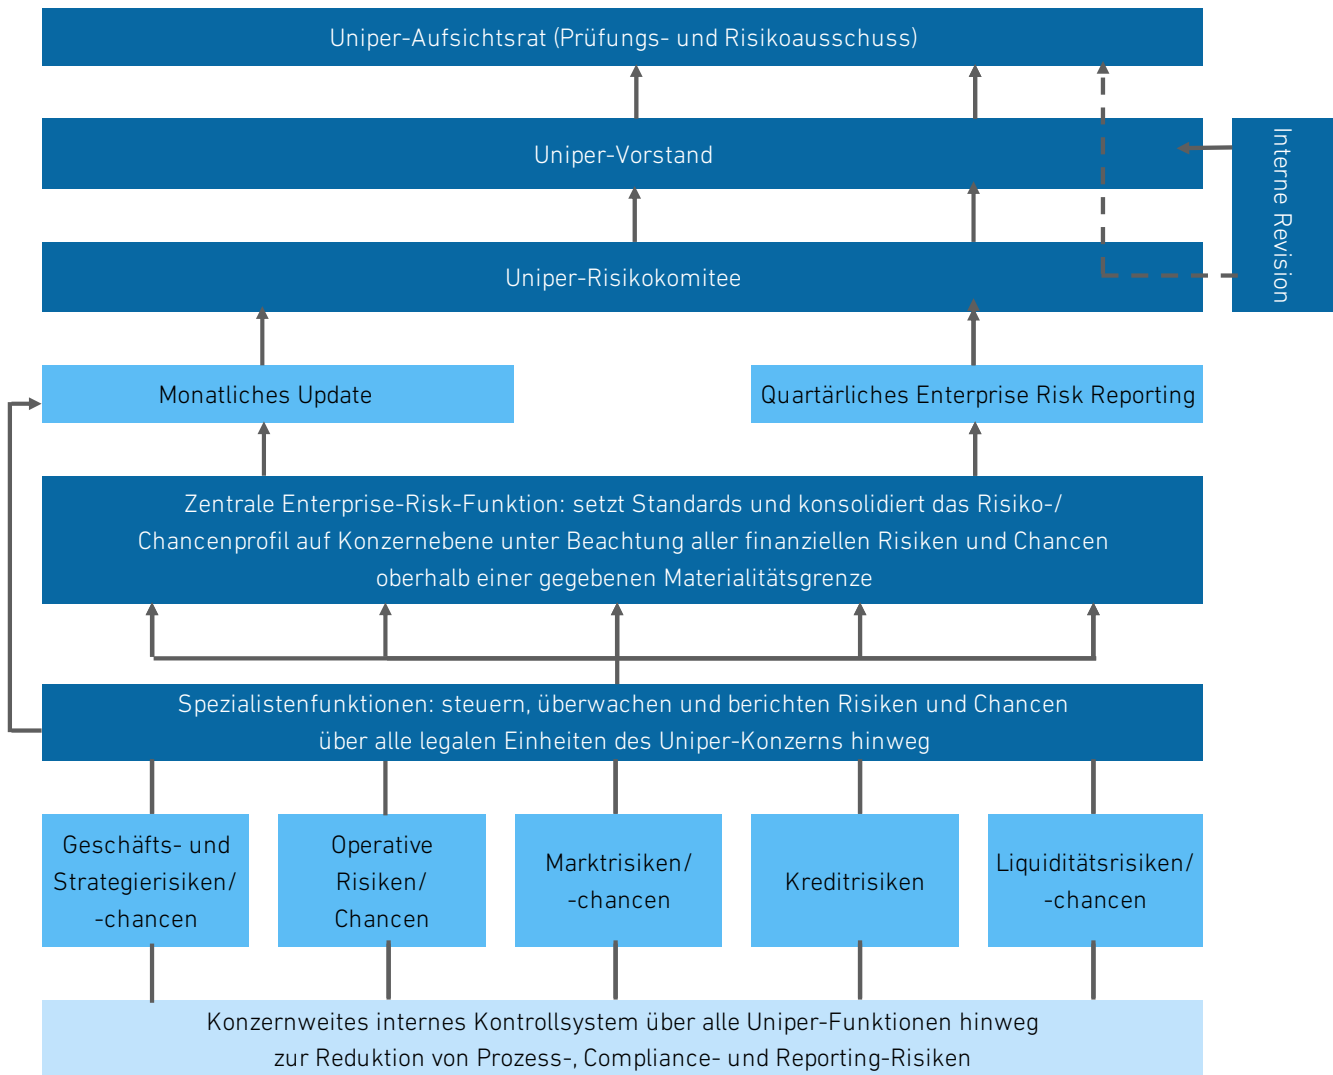 Uniper-Aufsichtsrat (Prüfungs- und Risikoausschuss)
Uniper-Vorstand
Interne Revision
Uniper-Risikokomitee
Monatliches Update
Quartärliches Enterprise Risk Reporting
Zentrale Enterprise-Risk-Funktion: setzt Standards und konsolidiert das Risiko-/
Chancenprofil auf Konzernebene unter Beachtung aller finanziellen Risiken und Chancen
oberhalb einer gegebenen Materialitätsgrenze
Spezialistenfunktionen: steuern, überwachen und berichten Risiken und Chancen
über alle legalen Einheiten des Uniper-Konzerns hinweg
Geschäfts- und
Strategierisiken/
-chancen
Operative
Risiken/
Chancen
Marktrisiken/
-chancen
Kreditrisiken
Liquiditätsrisiken/
-chancen
Konzernweites internes Kontrollsystem über alle Uniper-Funktionen hinweg
zur Reduktion von Prozess-, Compliance- und Reporting-Risiken